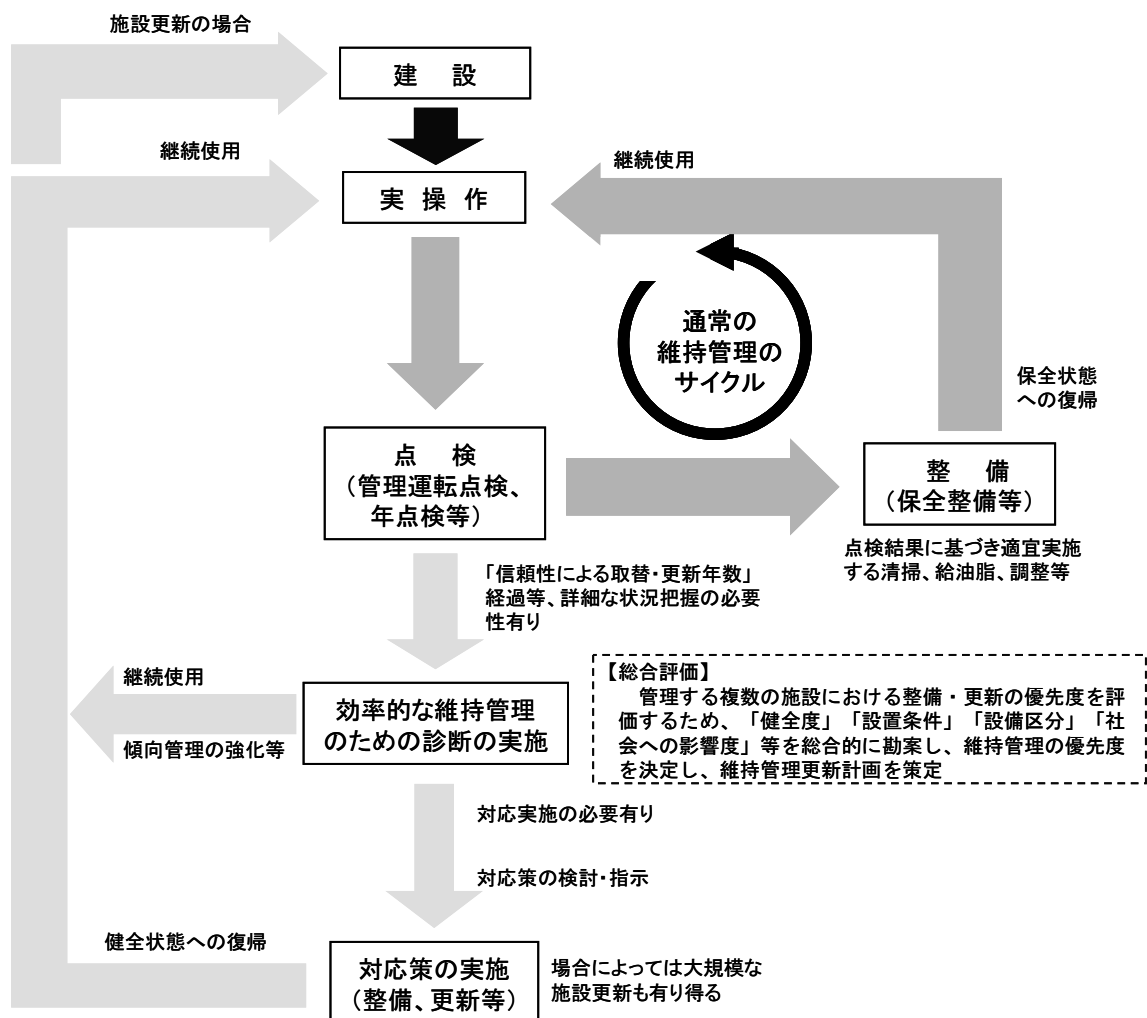 施設更新の場合
建　設
継続使用
実 操 作
継続使用
通常の
維持管理の
サイクル
保全状態
への復帰
点　検
（管理運転点検、
年点検等）
整　備
（保全整備等）
点検結果に基づき適宜実施
する清掃、給油脂、調整等
「信頼性による取替・更新年数」
経過等、詳細な状況把握の必要
性有り
継続使用
傾向管理の強化等
効率的な維持管理
のための診断の実施
【総合評価】
　管理する複数の施設における整備・更新の優先度を評
価するため、「健全度」「設置条件」「設備区分」「社
会への影響度」等を総合的に勘案し、維持管理の優先度
を決定し、維持管理更新計画を策定
対応実施の必要有り
対応策の検討・指示
健全状態への復帰
対応策の実施
（整備、更新等）
場合によっては大規模な
施設更新も有り得る